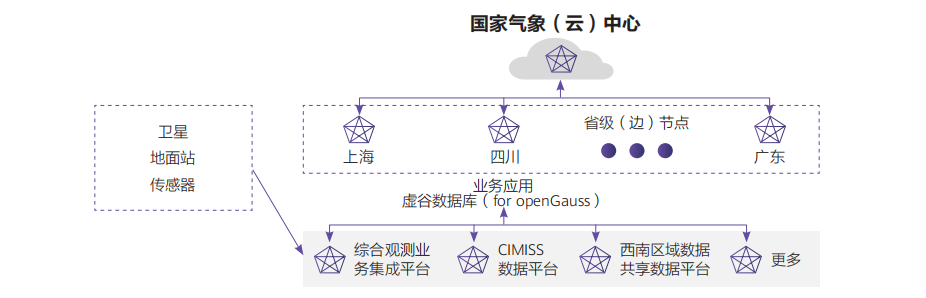 国家气象（云）中心
卫星
地面站
传感器
省级（边）节点
上海
四川
广东
业务应用
虚谷数据库（for openGauss）
综合观测业
务集成平台
CIMISS
数据平台
西南区域数据
共享数据平台
更多